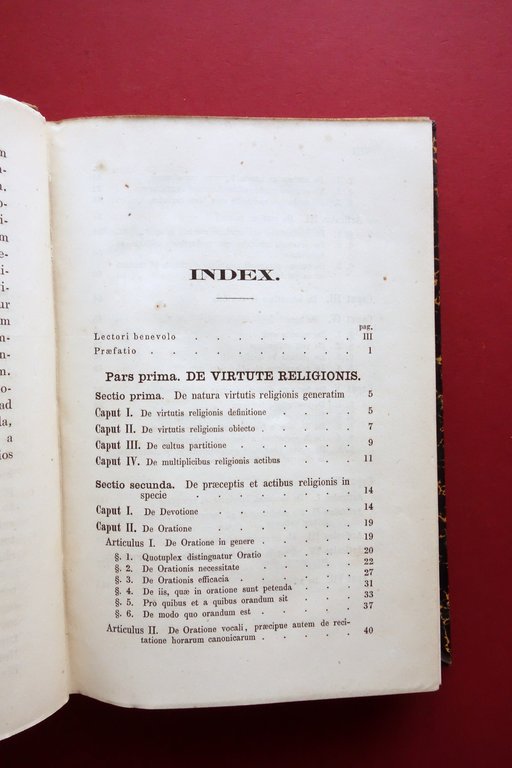 INDEX.
pag.
Lectori benevolo . . . . . . . III
Præfatio . . . . . . . . . 1
Pars prima. DE VIRTUTE RELIGIONIS.
Sectio prima. De natura virtutis religionis generatim 5
Caput I. De virtutis religionis definitione . . . . 5
Caput II. De virtutis religionis obiecto . . . . . 7
Caput III. De cultus partitione . . . . . . 9
Caput IV. De multiplicibus religionis actibus . . . 11
Sectio secunda. De præceptis et actibus religionis in
specie . . . . . . . 14
Caput I. De Devotione . . . . . . . 14
Caput II. De Oratione . . . . . . . 19
Articulus I. De Oratione in genere . . . . . 19
§. 1. Quotuplex distinguatur Oratio . . . . 20
§. 2. De Orationis necessitate . . . . . 22
§. 3. De Orationis efficacia . . . . . . 27
§. 4. De iis, quæ in oratione sunt petenda . . . 31
§. 5. Pro quibus et a quibus orandum sit . . . 33
§. 6. De modo quo orandum est . . . . . 37
Articulus II. De Oratione vocali, præcipue autem de reci-
tatione horarum canonicarum . . . . . 40